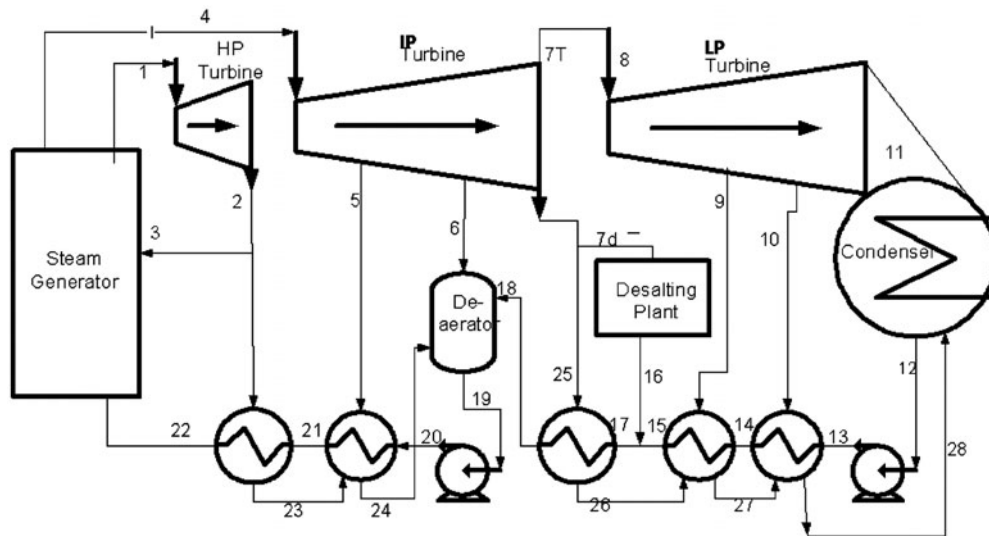 4
IP
LP
HP
Turbine
Turbine
7T
8
Turbine
1
11
2
5
6
9
10
3
7d
Steam
Generator
Condenser
De-
aerator
18
Desalting
Plant
19
25
16
12
22
21
20
17
15
14
13
28
23
24
26
27